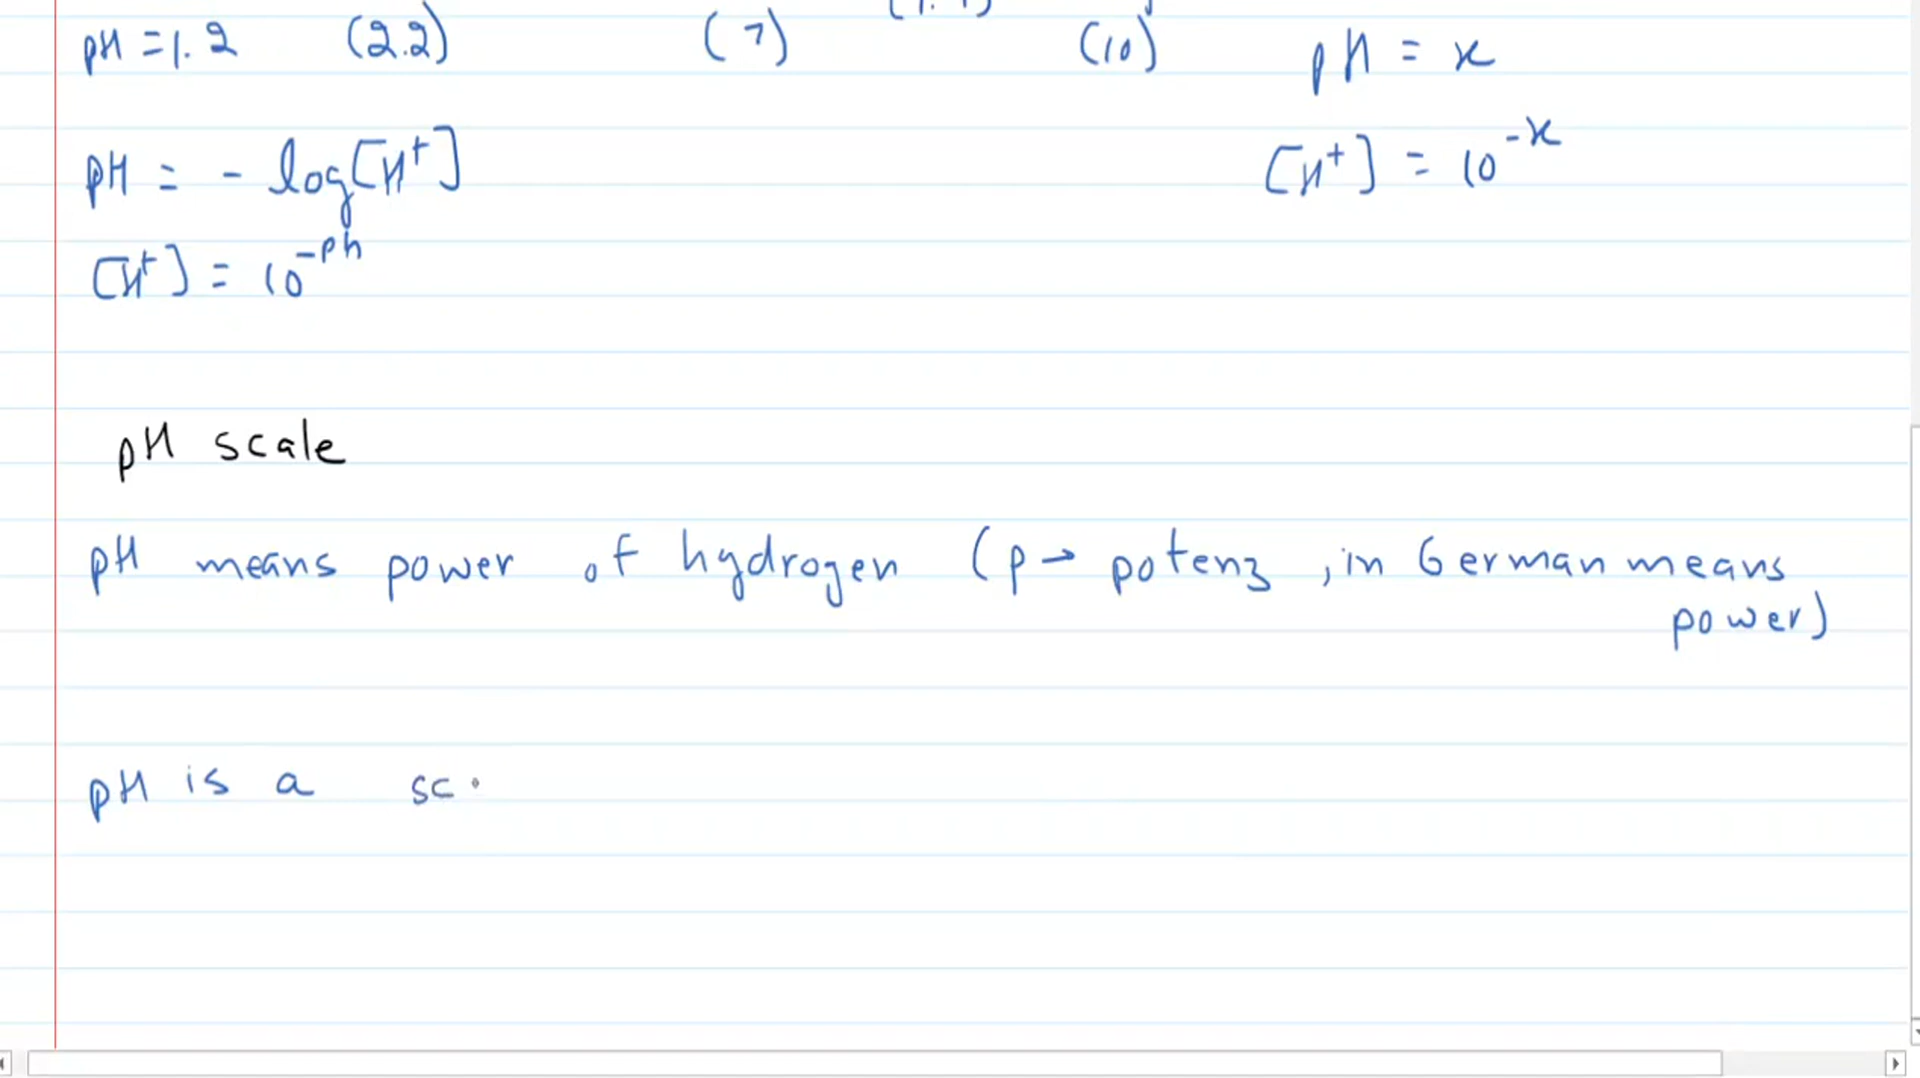 pH = 1.2 (2.2) (7) (10) pH = x
pH = - log[H+] [H+] = 10^-x
[H+] = 10^-ph
pH scale
pH means power of hydrogen (p → potenz, in German means
power)
pH is a sc